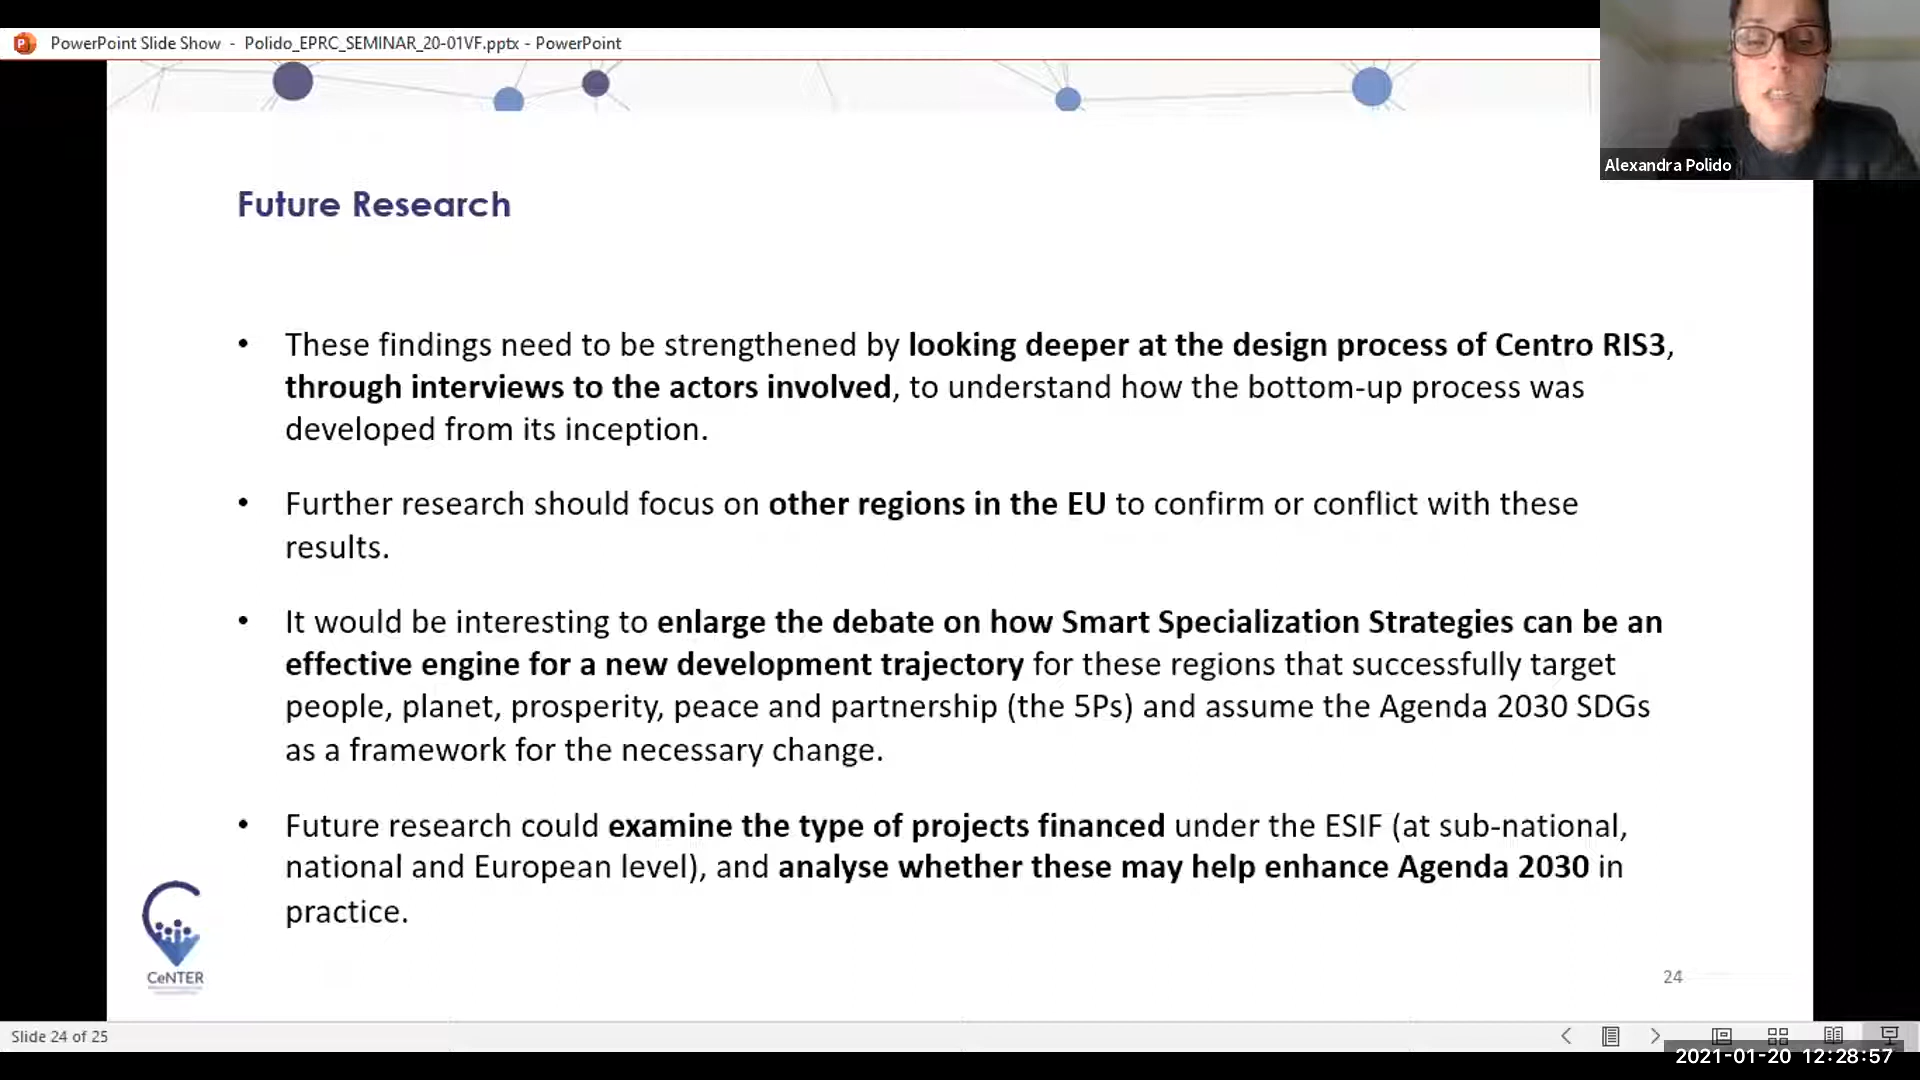 PowerPoint Slide Show - Polido_EPRC_SEMINAR_20-01VF.pptx - PowerPoint
Alexandra Polido
Future Research
• These findings need to be strengthened by looking deeper at the design process of Centro RIS3,
through interviews to the actors involved, to understand how the bottom-up process was
developed from its inception.
• Further research should focus on other regions in the EU to confirm or conflict with these
results.
• It would be interesting to enlarge the debate on how Smart Specialization Strategies can be an
effective engine for a new development trajectory for these regions that successfully target
people, planet, prosperity, peace and partnership (the 5Ps) and assume the Agenda 2030 SDGs
as a framework for the necessary change.
• Future research could examine the type of projects financed under the ESIF (at sub-national,
national and European level), and analyse whether these may help enhance Agenda 2030 in
practice.
CeNTER
24
Slide 24 of 25
2021-01-20 12:28:57